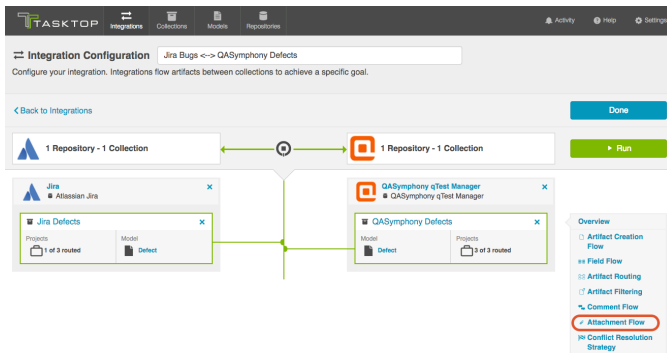 TASKTOP
Integrations
Collections
Models
Repositories
Activity
Help
Settings
Integration Configuration
Jira Bugs <--> QASymphony Defects
Configure your integration. Integrations flow artifacts between collections to achieve a specific goal.
Back to Integrations
Done
1 Repository - 1 Collection
1 Repository - 1 Collection
Run
Jira
Atlassian Jira
QASymphony qTest Manager
QASymphony qTest Manager
Jira Defects
Projects
1 of 3 routed
Model
Defect
QASymphony Defects
Model
Defect
Projects
3 of 3 routed
Overview
Artifact Creation
Flow
Field Flow
Artifact Routing
Artifact Filtering
Comment Flow
Attachment Flow
Conflict Resolution
Strategy